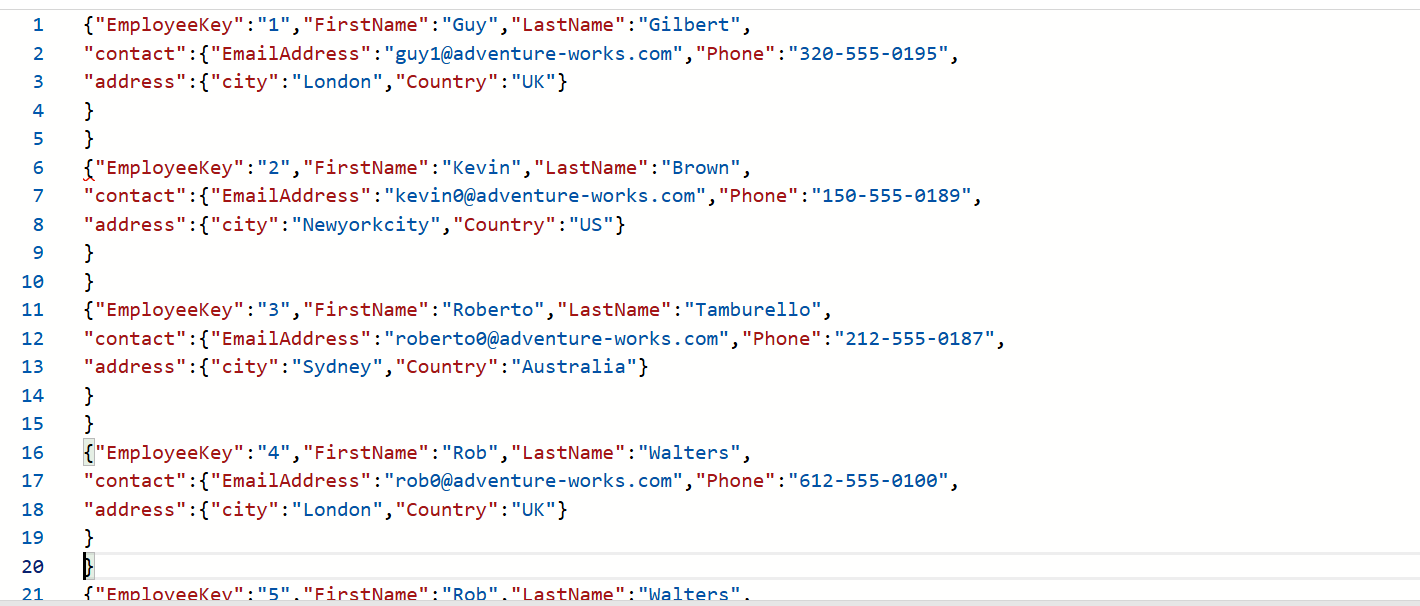 1 {"EmployeeKey":"1","FirstName":"Guy","LastName":"Gilbert",
2 "contact":{"EmailAddress":"guy1@adventure-works.com","Phone":"320-555-0195",
3 "address":{"city":"London","Country":"UK"}
4 }
5 }
6 {"EmployeeKey":"2","FirstName":"Kevin","LastName":"Brown",
7 "contact":{"EmailAddress":"kevin0@adventure-works.com","Phone":"150-555-0189",
8 "address":{"city":"Newyorkcity","Country":"US"}
9 }
10 }
11 {"EmployeeKey":"3","FirstName":"Roberto","LastName":"Tamburello",
12 "contact":{"EmailAddress":"roberto0@adventure-works.com","Phone":"212-555-0187",
13 "address":{"city":"Sydney","Country":"Australia"}
14 }
15 }
16 {"EmployeeKey":"4","FirstName":"Rob","LastName":"Walters",
17 "contact":{"EmailAddress":"rob0@adventure-works.com","Phone":"612-555-0100",
18 "address":{"city":"London","Country":"UK"}
19 }
20 }
21 {"EmployeeKey":"5","FirstName":"Rob","LastName":"Walters",